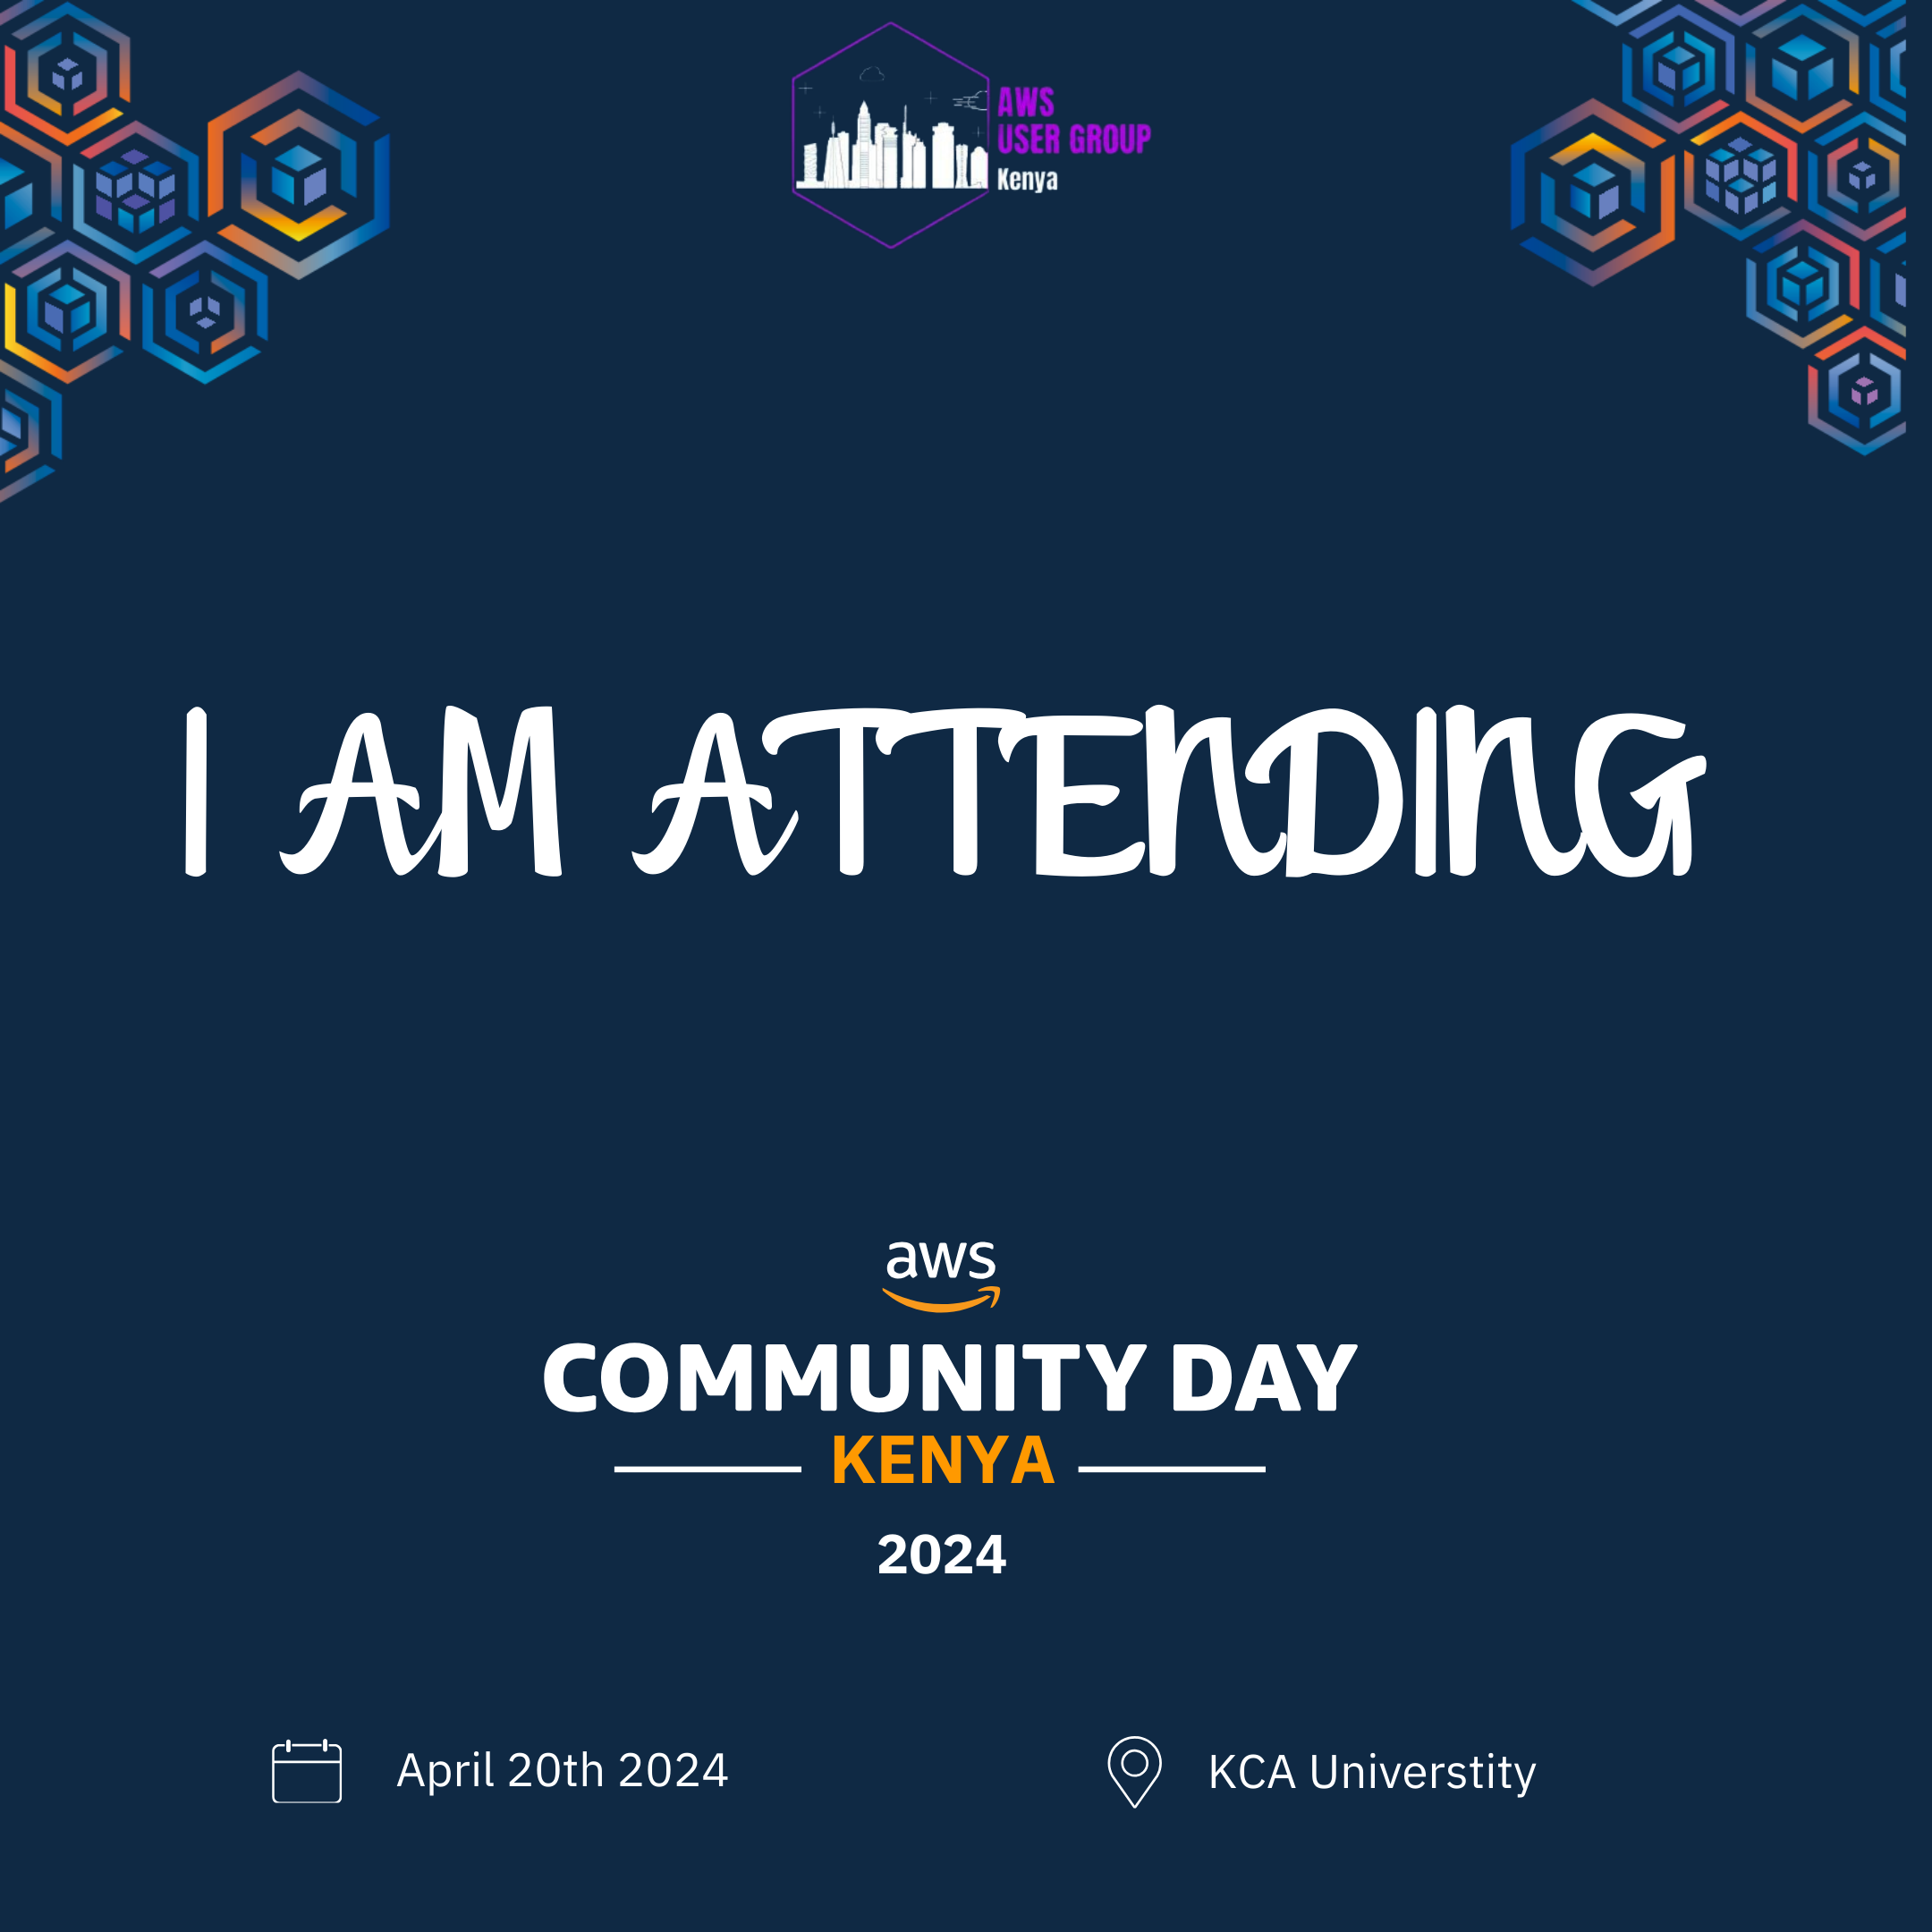 AWS
USER GROUP
Kenya
I AM ATTENDING
aws
COMMUNITY DAY
KENYA
2024
April 20th 2024
KCA Universtity